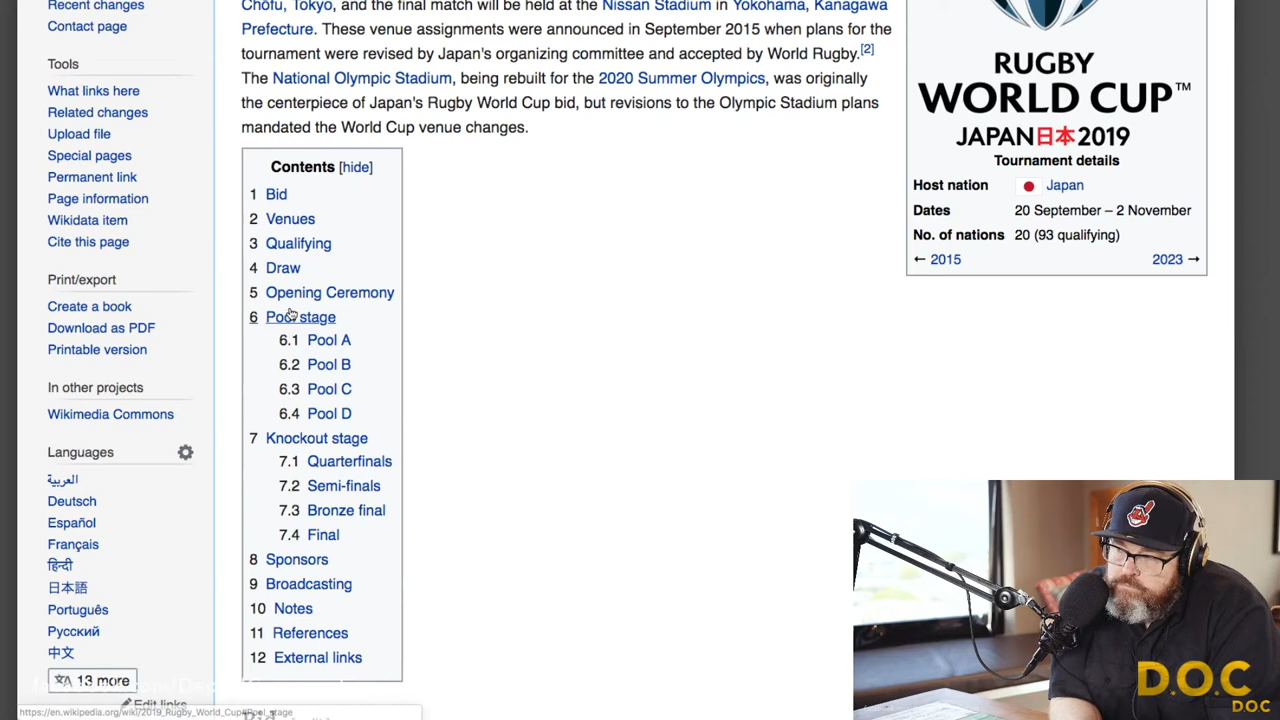 Recent changes
Contact page
Tools
What links here
Related changes
Upload file
Special pages
Permanent link
Page information
Wikidata item
Cite this page
Print/export
Create a book
Download as PDF
Printable version
In other projects
Wikimedia Commons
Languages
العربية
Deutsch
Español
Français
हिन्दी
日本語
Português
Русский
中文
13 more
Edit links
Chōfu, Tokyo, and the final match will be held at the Nissan Stadium in Yokohama, Kanagawa
Prefecture. These venue assignments were announced in September 2015 when plans for the
tournament were revised by Japan's organizing committee and accepted by World Rugby.[2]
The National Olympic Stadium, being rebuilt for the 2020 Summer Olympics, was originally
the centerpiece of Japan's Rugby World Cup bid, but revisions to the Olympic Stadium plans
mandated the World Cup venue changes.
Contents [hide]
1 Bid
2 Venues
3 Qualifying
4 Draw
5 Opening Ceremony
6 Pool stage
6.1 Pool A
6.2 Pool B
6.3 Pool C
6.4 Pool D
7 Knockout stage
7.1 Quarterfinals
7.2 Semi-finals
7.3 Bronze final
7.4 Final
8 Sponsors
9 Broadcasting
10 Notes
11 References
12 External links
RUGBY
WORLD CUP™
JAPAN日本2019
Tournament details
Host nation Japan
Dates 20 September – 2 November
No. of nations 20 (93 qualifying)
← 2015 2023 →
https://en.wikipedia.org/wiki/2019_Rugby_World_Cup#Pool_stage
D.O.C
DOC